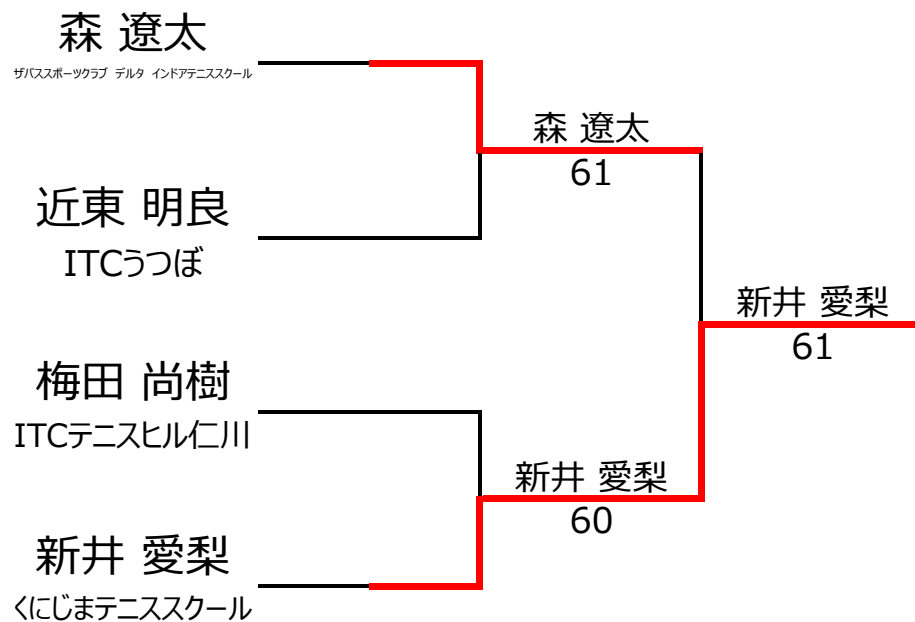 森 遼太
ザバススポーツクラブ デルタ インドアテニススクール
森 遼太
61
近東 明良
ITCうつぼ
新井 愛梨
61
梅田 尚樹
ITCテニスヒル仁川
新井 愛梨
60
新井 愛梨
くにじまテニススクール